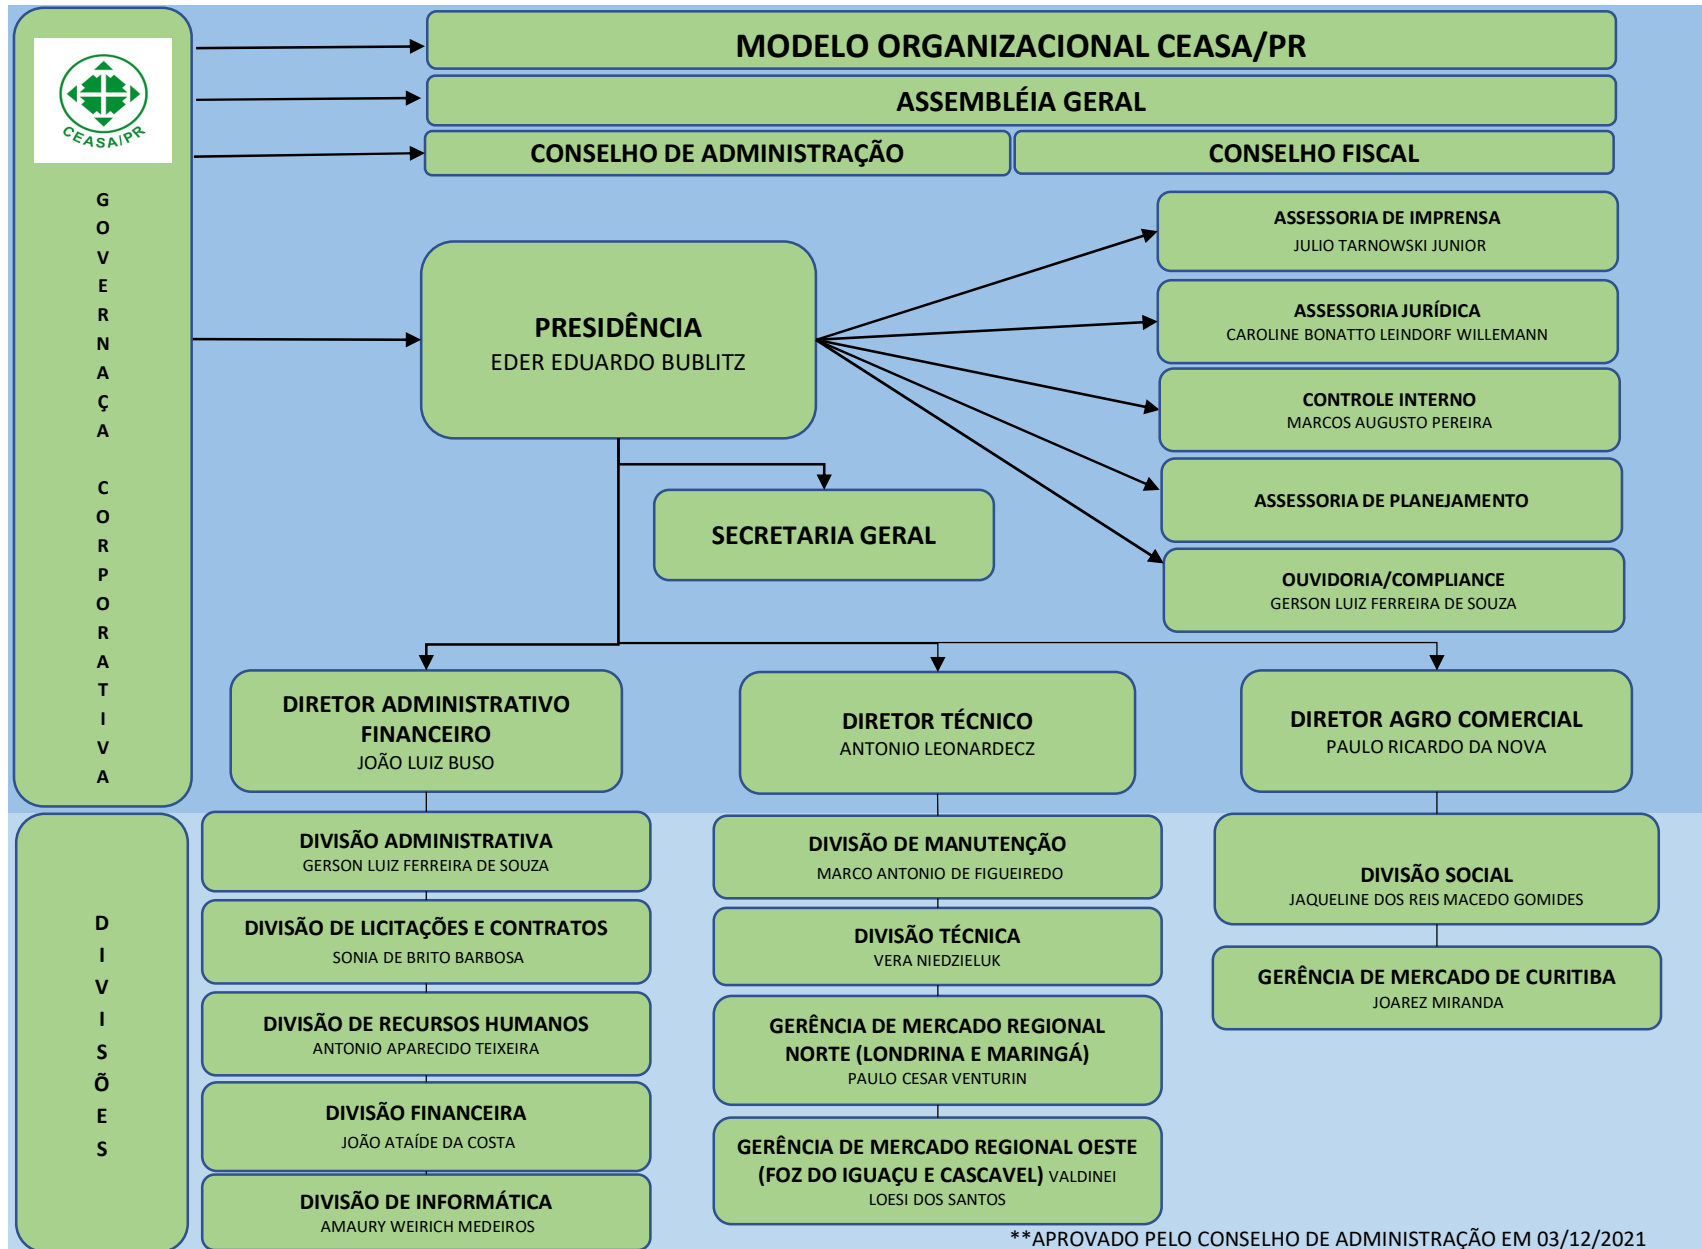 MODELO ORGANIZACIONAL CEASA/PR
ASSEMBLÉIA GERAL
CONSELHO DE ADMINISTRAÇÃO
CONSELHO FISCAL
CEASA/PR
GOVERNAÇA CORPORATIVA
PRESIDÊNCIA
EDER EDUARDO BUBLITZ
ASSESSORIA DE IMPRENSA
JULIO TARNOWSKI JUNIOR
ASSESSORIA JURÍDICA
CAROLINE BONATTO LEINDORF WILLEMANN
CONTROLE INTERNO
MARCOS AUGUSTO PEREIRA
ASSESSORIA DE PLANEJAMENTO
OUVIDORIA/COMPLIANCE
GERSON LUIZ FERREIRA DE SOUZA
SECRETARIA GERAL
DIRETOR ADMINISTRATIVO
FINANCEIRO
JOÃO LUIZ BUSO
DIRETOR TÉCNICO
ANTONIO LEONARDECZ
DIRETOR AGRO COMERCIAL
PAULO RICARDO DA NOVA
DIVISÕES
DIVISÃO ADMINISTRATIVA
GERSON LUIZ FERREIRA DE SOUZA
DIVISÃO DE LICITAÇÕES E CONTRATOS
SONIA DE BRITO BARBOSA
DIVISÃO DE RECURSOS HUMANOS
ANTONIO APARECIDO TEIXEIRA
DIVISÃO FINANCEIRA
JOÃO ATAÍDE DA COSTA
DIVISÃO DE INFORMÁTICA
AMAURY WEIRICH MEDEIROS
DIVISÃO DE MANUTENÇÃO
MARCO ANTONIO DE FIGUEIREDO
DIVISÃO TÉCNICA
VERA NIEDZIELUK
GERÊNCIA DE MERCADO REGIONAL
NORTE (LONDRINA E MARINGÁ)
PAULO CESAR VENTURIN
GERÊNCIA DE MERCADO REGIONAL OESTE
(FOZ DO IGUAÇU E CASCAVEL) VALDINEI
LOESI DOS SANTOS
DIVISÃO SOCIAL
JAQUELINE DOS REIS MACEDO GOMIDES
GERÊNCIA DE MERCADO DE CURITIBA
JOAREZ MIRANDA
**APROVADO PELO CONSELHO DE ADMINISTRAÇÃO EM 03/12/2021